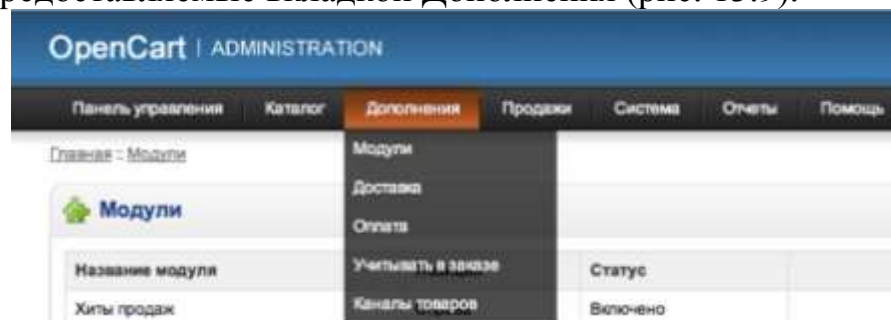 редоставляемые вкладкой Дополнения (рис. 13.9).
OpenCart | ADMINISTRATION
Панель управления Каталог Дополнения Продажи Система Отчеты Помощь
Главная :: Модули
Модули
Доставка
Модули
Оплата
Название модуля Учитывать в заказе Статус
Хиты продаж Каналы товаров Включено